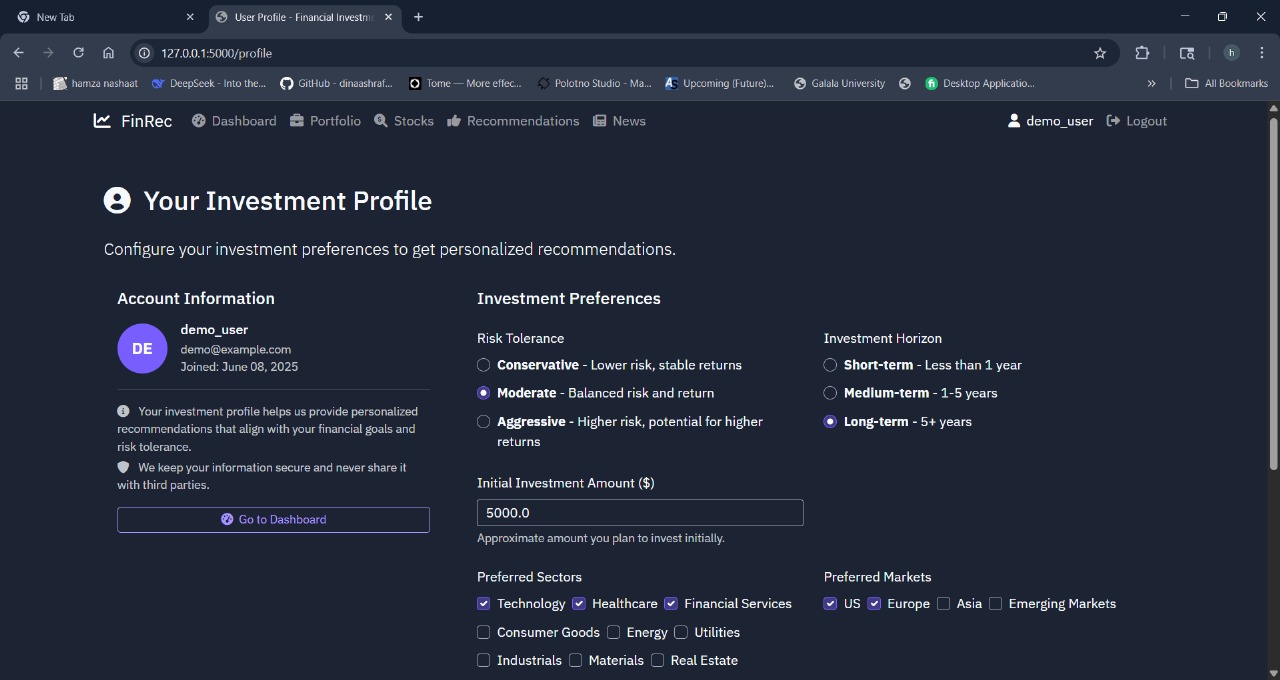 New Tab
User Profile - Financial Investm
127.0.0.1:5000/profile
h
hamza nashaat
DeepSeek - Into the...
GitHub - dinaashraf...
Tome — More effec...
Polotno Studio - Ma...
Upcoming (Future)...
Galala University
Desktop Applicatio...
»
All Bookmarks
FinRec
Dashboard
Portfolio
Stocks
Recommendations
News
demo_user
Logout
Your Investment Profile
Configure your investment preferences to get personalized recommendations.
Account Information
DE
demo_user
demo@example.com
Joined: June 08, 2025
Your investment profile helps us provide personalized
recommendations that align with your financial goals and
risk tolerance.
We keep your information secure and never share it
with third parties.
Go to Dashboard
Investment Preferences
Risk Tolerance
Conservative - Lower risk, stable returns
Moderate - Balanced risk and return
Aggressive - Higher risk, potential for higher
returns
Investment Horizon
Short-term - Less than 1 year
Medium-term - 1-5 years
Long-term - 5+ years
Initial Investment Amount ($)
5000.0
Approximate amount you plan to invest initially.
Preferred Sectors
Technology Healthcare Financial Services
Consumer Goods Energy Utilities
Industrials Materials Real Estate
Preferred Markets
US Europe Asia Emerging Markets